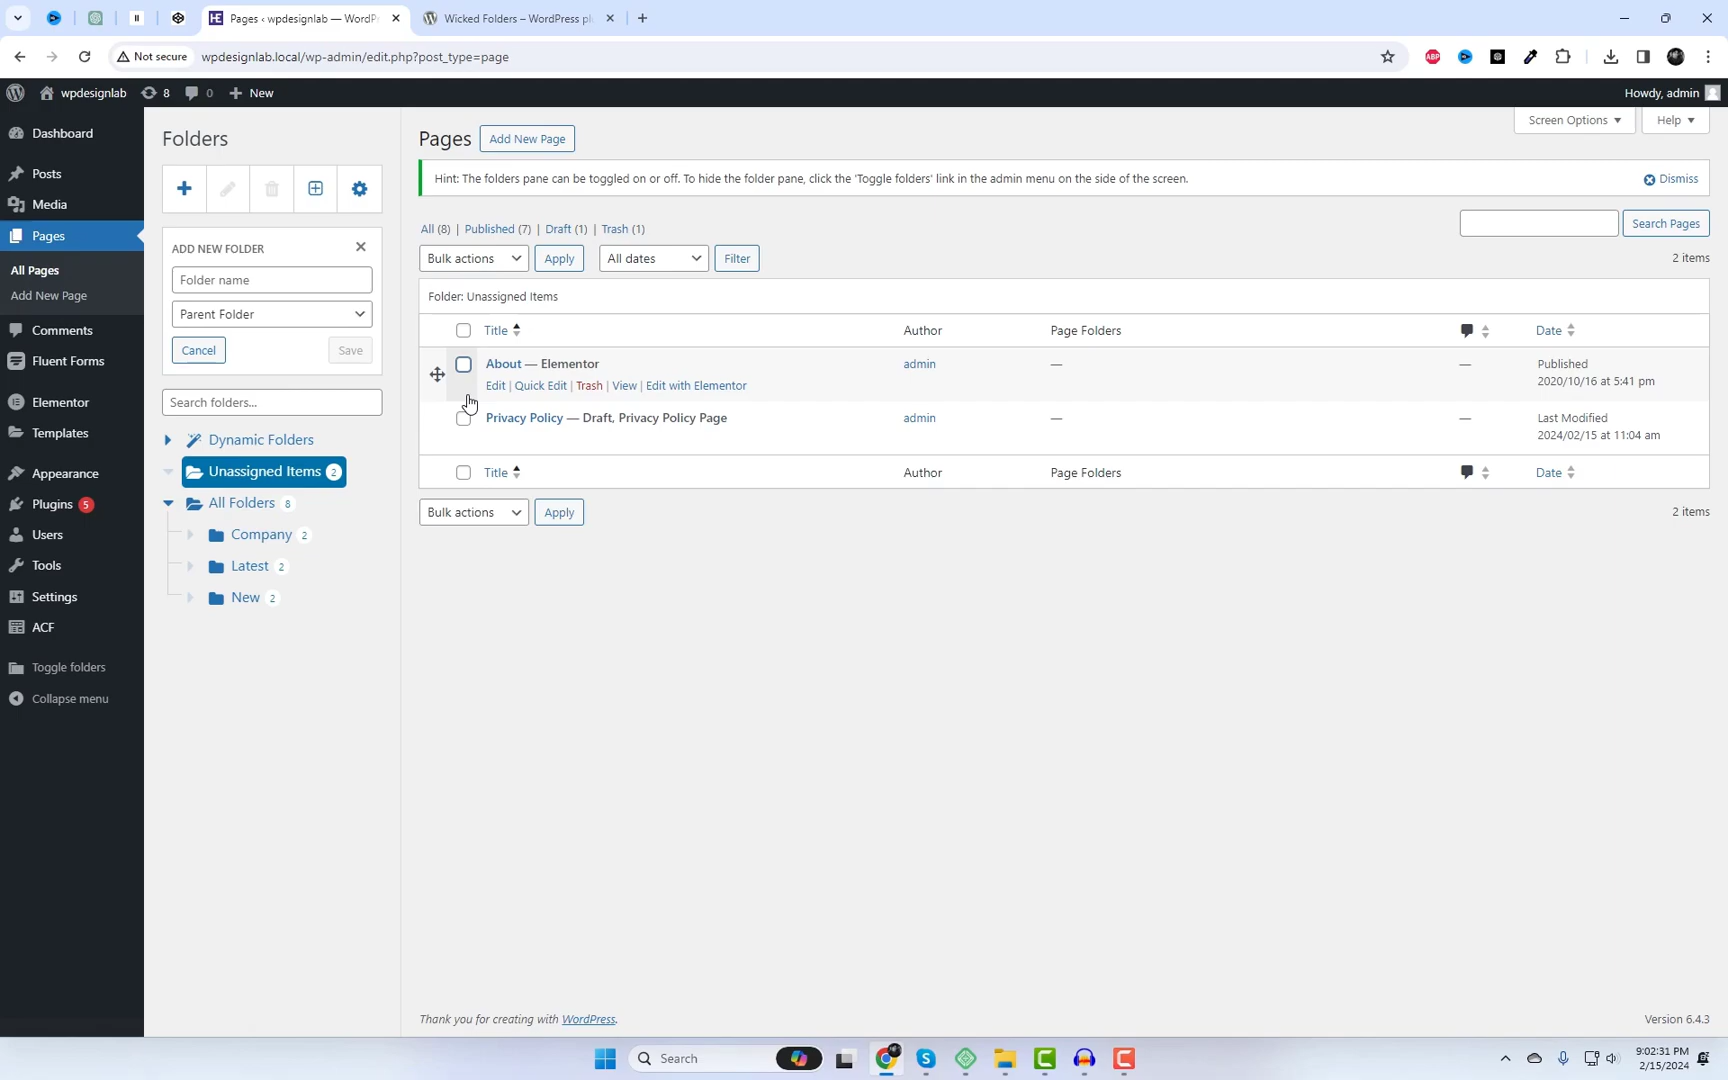 Pages ‹ wpdesignlab — WordPr
Wicked Folders – WordPress plu
Not secure
wpdesignlab.local/wp-admin/edit.php?post_type=page
ABP
wpdesignlab
8
0
New
Howdy, admin
Dashboard
Posts
Media
Pages
All Pages
Add New Page
Comments
Fluent Forms
Elementor
Templates
Appearance
Plugins 5
Users
Tools
Settings
ACF
Toggle folders
Collapse menu
Folders
ADD NEW FOLDER
Folder name
Parent Folder
Cancel
Save
Search folders...
Dynamic Folders
Unassigned Items 2
All Folders 8
Company 2
Latest 2
New 2
Pages
Add New Page
Screen Options
Help
Hint: The folders pane can be toggled on or off. To hide the folder pane, click the 'Toggle folders' link in the admin menu on the side of the screen.
Dismiss
All (8) | Published (7) | Draft (1) | Trash (1)
Search Pages
Bulk actions
Apply
All dates
Filter
2 items
Folder: Unassigned Items
Title
Author
Page Folders
Date
About — Elementor
admin
—
—
Published
2020/10/16 at 5:41 pm
Edit | Quick Edit | Trash | View | Edit with Elementor
Privacy Policy — Draft, Privacy Policy Page
admin
—
—
Last Modified
2024/02/15 at 11:04 am
Title
Author
Page Folders
Date
Bulk actions
Apply
2 items
Thank you for creating with WordPress.
Version 6.4.3
Search
9:02:31 PM
2/15/2024